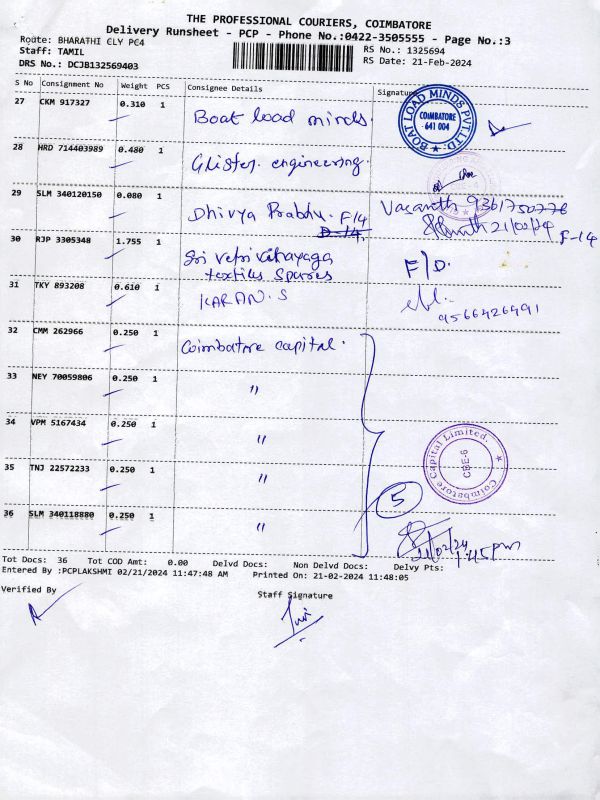 THE PROFESSIONAL COURIERS, COIMBATORE
Delivery Runsheet - PCP - Phone No.:0422-3505555 - Page No.:3
Route: BHARATHI CLY PC4
RS No.: 1325694
Staff: TAMIL
RS Date: 21-Feb-2024
DRS No.: DCJB132569403
S No Consignment No Weight PCS Consignee Details Signature
27 CKM 917327 0.310 1 Boat load minds.
BOAT LOAD MINDS PVT. LTD.
COIMBATORE
641 004
28 HRD 714403989 0.480 1 Glister. engineering.
29 SLM 340120150 0.080 1 Dhivya Prabhu. F14 Vasanth
21/02/24
F-14
30 RJP 3305348 1.755 1 Sri vetri vihayaga
textiles Spares F/D.
31 TKY 893208 0.610 1 KARAN. S
9566426491
32 CMM 262966 0.250 1 Coimbatore capital.
33 NEY 70059806 0.250 1 "
34 VPM 5167434 0.250 1 "
Coimbatore Capital Limited.
CBE-6
35 TNJ 22572233 0.250 1 "
5
36 SLM 340118880 0.250 1 "
21/02/24
1:45pm
Tot Docs: 36 Tot COD Amt: 0.00 Delvd Docs: Non Delvd Docs: Delvy Pts:
Entered By :PCPLAKSHMI 02/21/2024 11:47:48 AM Printed On: 21-02-2024 11:48:05
Verified By
Staff Signature